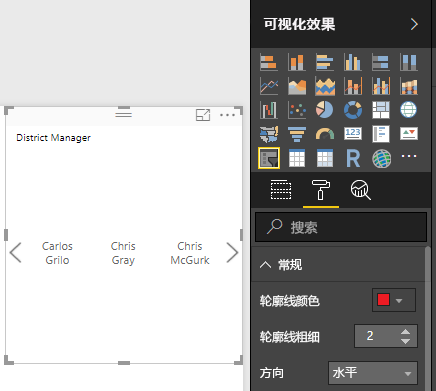 可视化效果
123
R
District Manager
Carlos Grilo
Chris Gray
Chris McGurk
搜索
常规
轮廓线颜色
轮廓线粗细 2
方向 水平